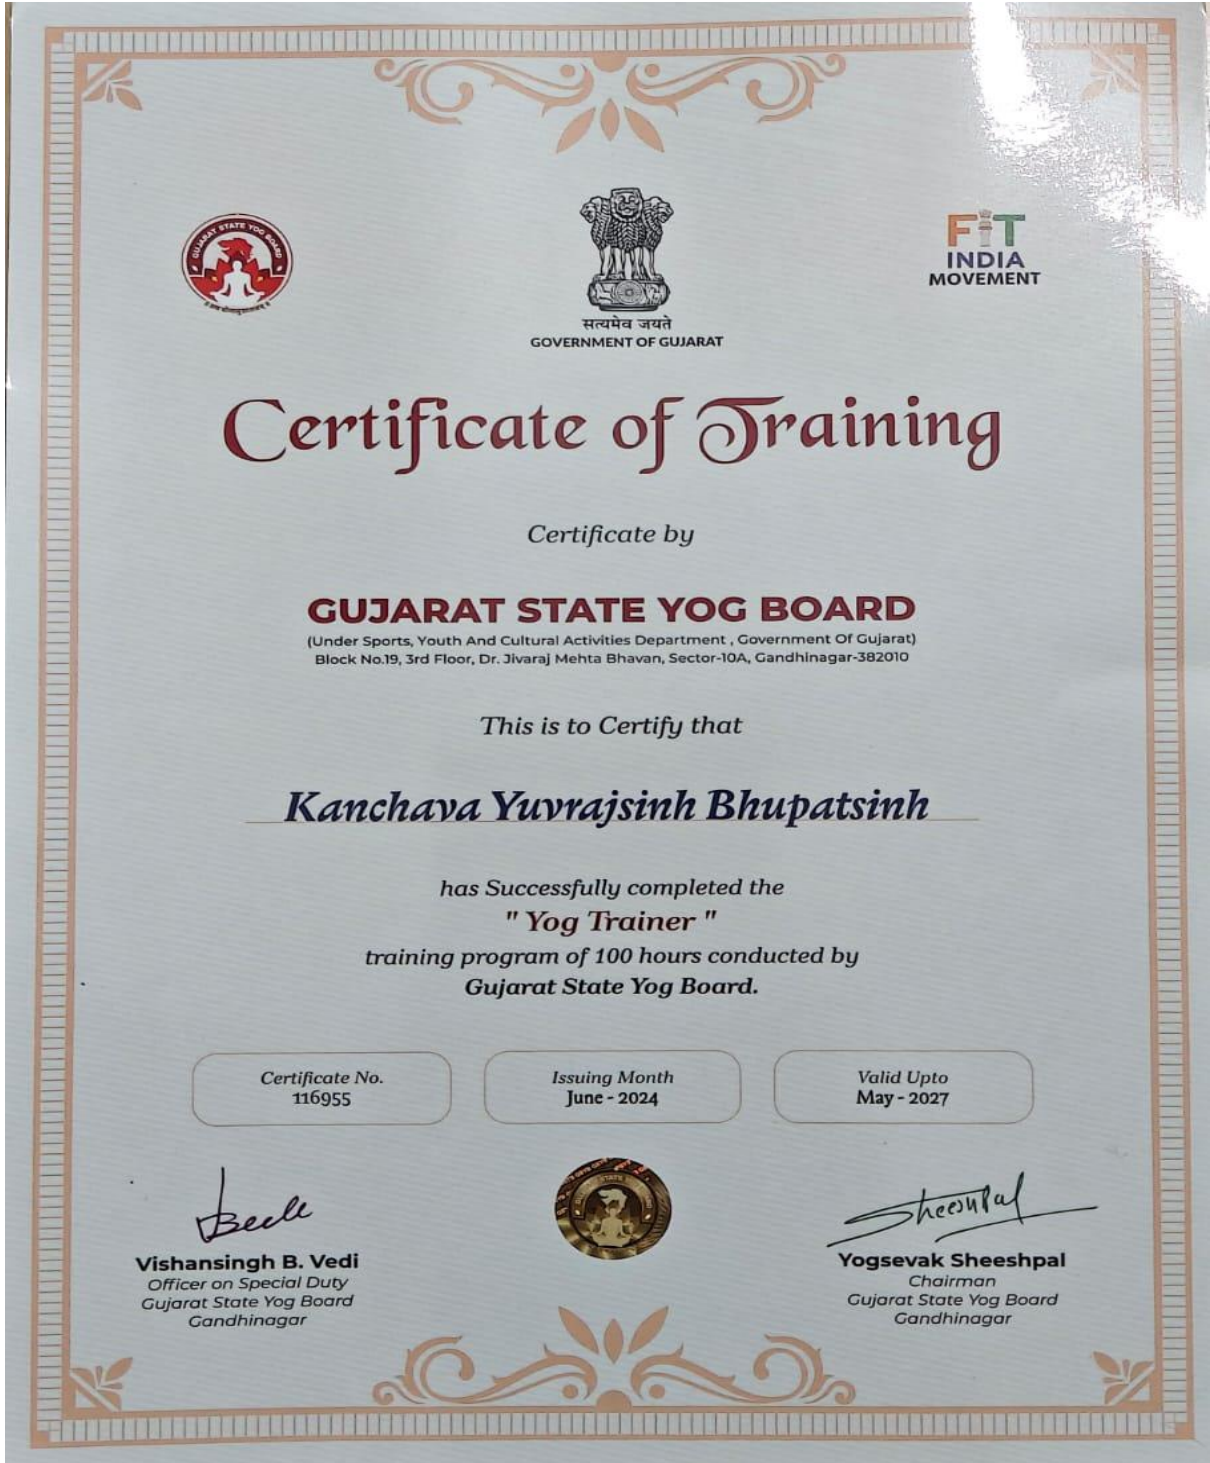 GUJARAT STATE YOG BOARD
सत्यमेव जयते
GOVERNMENT OF GUJARAT
FIT
INDIA
MOVEMENT
Certificate of Training
Certificate by
GUJARAT STATE YOG BOARD
(Under Sports, Youth And Cultural Activities Department , Government Of Gujarat)
Block No.19, 3rd Floor, Dr. Jivaraj Mehta Bhavan, Sector-10A, Gandhinagar-382010
This is to Certify that
Kanchava Yuvrajsinh Bhupatsinh
has Successfully completed the
" Yog Trainer "
training program of 100 hours conducted by
Gujarat State Yog Board.
Certificate No.
116955
Issuing Month
June - 2024
Valid Upto
May - 2027
Sheeshpal
Vishansingh B. Vedi
Officer on Special Duty
Gujarat State Yog Board
Gandhinagar
Yogsevak Sheeshpal
Chairman
Gujarat State Yog Board
Gandhinagar